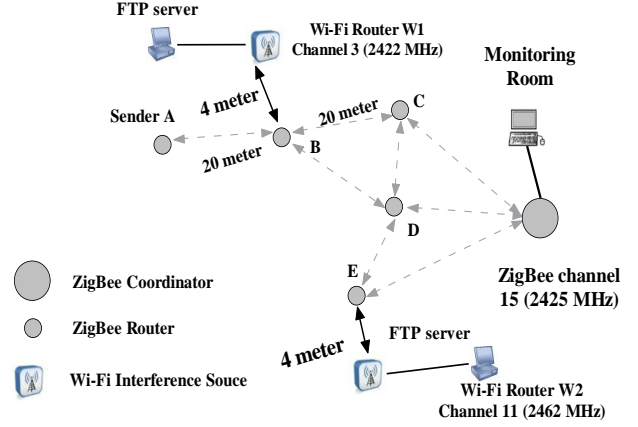 FTP server
Wi-Fi Router W1
Channel 3 (2422 MHz)
Monitoring
Room
4 meter
Sender A
20 meter
C
20 meter
B
D
E
ZigBee channel
15 (2425 MHz)
ZigBee Coordinator
ZigBee Router
4 meter
FTP server
Wi-Fi Interference Souce
Wi-Fi Router W2
Channel 11 (2462 MHz)